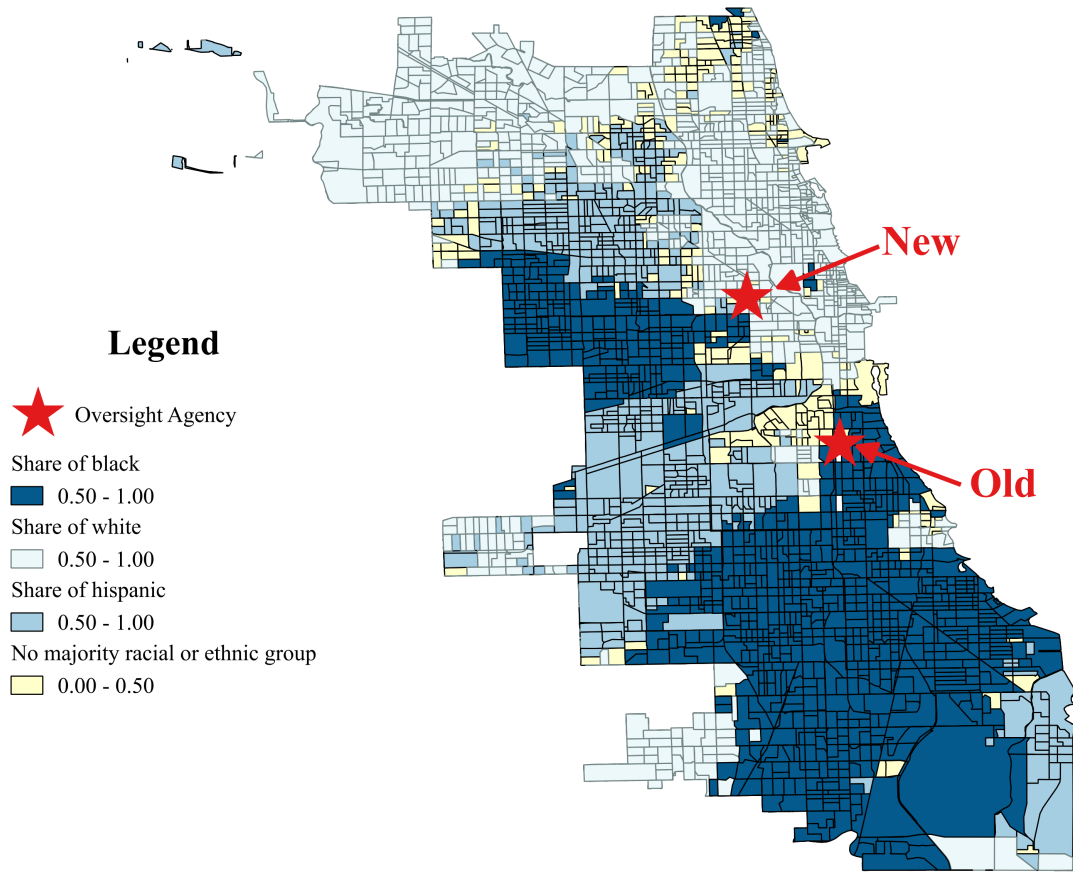 New
Legend
Oversight Agency
Old
Share of black
0.50 - 1.00
Share of white
0.50 - 1.00
Share of hispanic
0.50 - 1.00
No majority racial or ethnic group
0.00 - 0.50